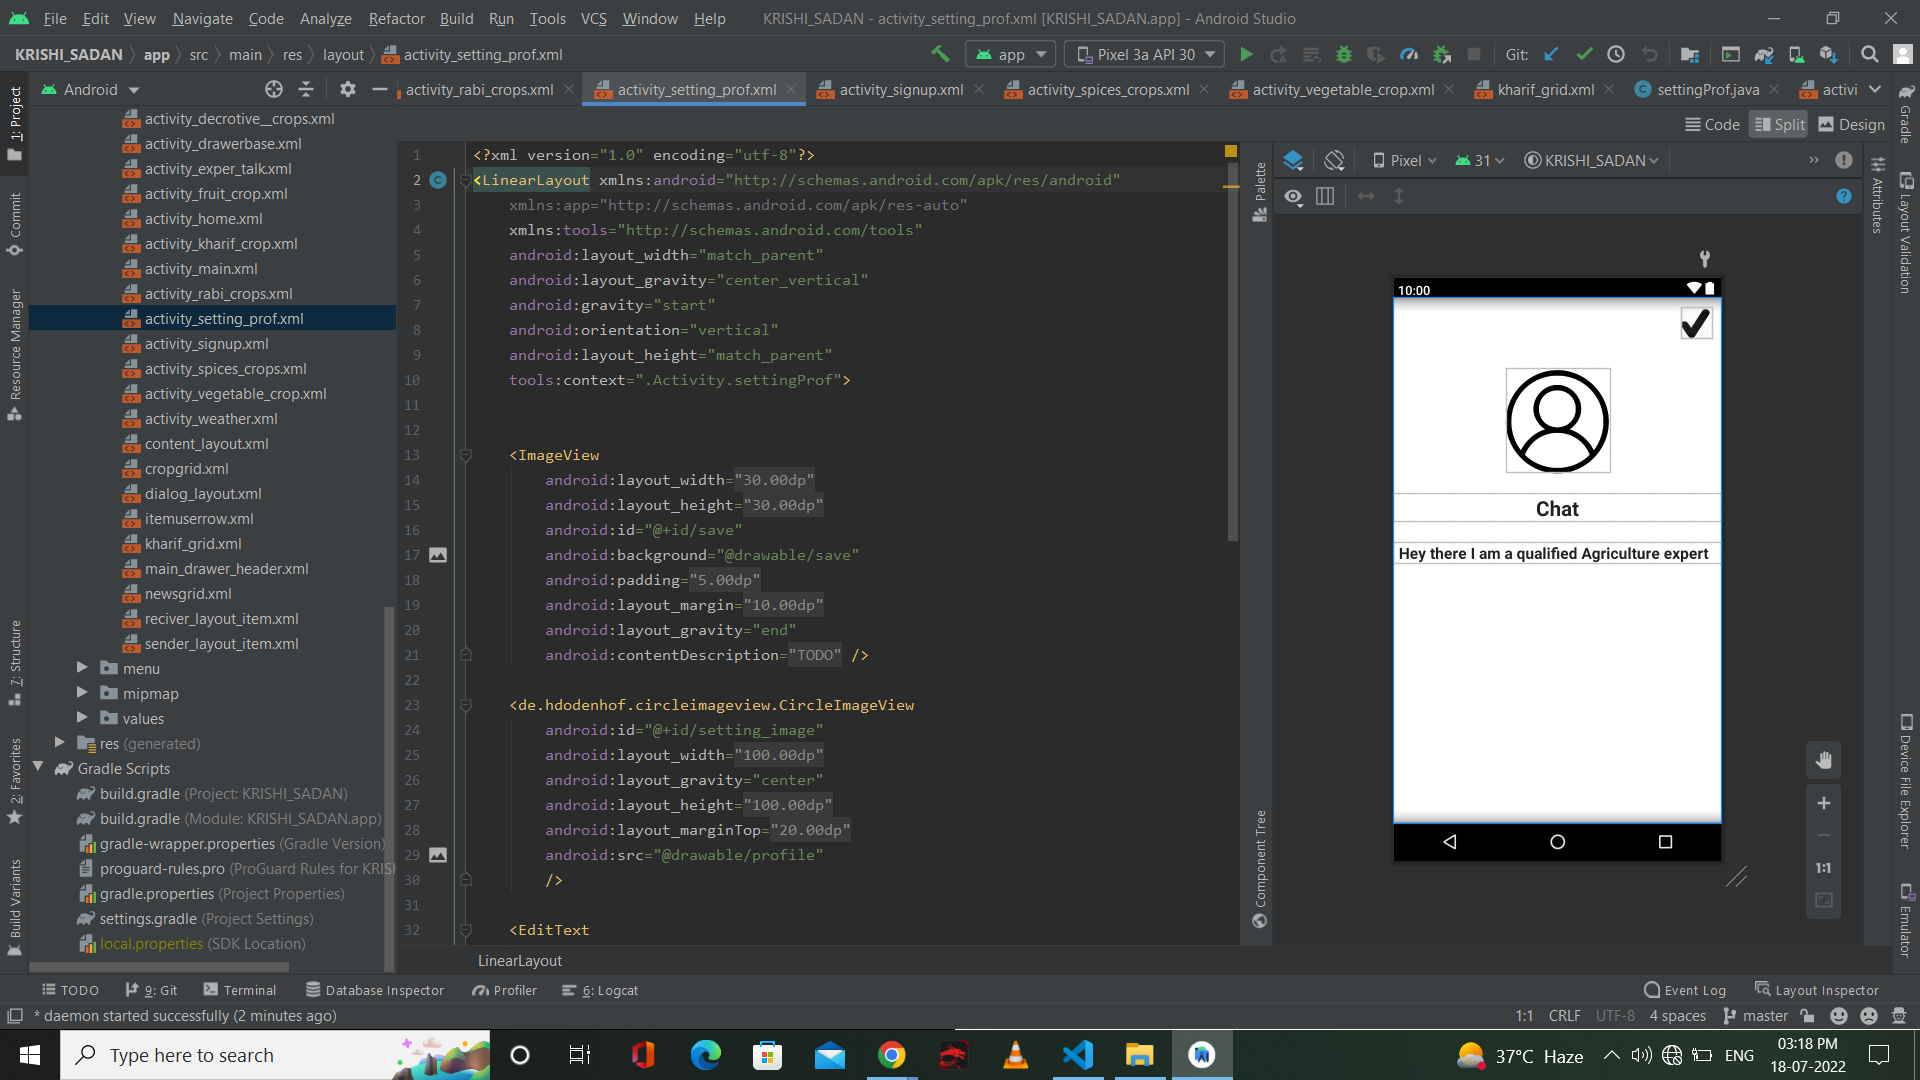 File Edit View Navigate Code Analyze Refactor Build Run Tools VCS Window Help KRISHI_SADAN - activity_setting_prof.xml [KRISHI_SADAN.app] - Android Studio
KRISHI_SADAN app src main res layout activity_setting_prof.xml app Pixel 3a API 30 Git:
Android activity_rabi_crops.xml activity_setting_prof.xml activity_signup.xml activity_spices_crops.xml activity_vegetable_crop.xml kharif_grid.xml settingProf.java activi
Code Split Design
1: Project
Commit
Resource Manager
7: Structure
2: Favorites
Build Variants
activity_decrotive__crops.xml
activity_drawerbase.xml
activity_exper_talk.xml
activity_fruit_crop.xml
activity_home.xml
activity_kharif_crop.xml
activity_main.xml
activity_rabi_crops.xml
activity_setting_prof.xml
activity_signup.xml
activity_spices_crops.xml
activity_vegetable_crop.xml
activity_weather.xml
content_layout.xml
cropgrid.xml
dialog_layout.xml
itemuserrow.xml
kharif_grid.xml
main_drawer_header.xml
newsgrid.xml
reciver_layout_item.xml
sender_layout_item.xml
menu
mipmap
values
res (generated)
Gradle Scripts
build.gradle (Project: KRISHI_SADAN)
build.gradle (Module: KRISHI_SADAN.app)
gradle-wrapper.properties (Gradle Version)
proguard-rules.pro (ProGuard Rules for KRISH
gradle.properties (Project Properties)
settings.gradle (Project Settings)
local.properties (SDK Location)
1 <?xml version="1.0" encoding="utf-8"?>
2 <LinearLayout xmlns:android="http://schemas.android.com/apk/res/android"
3 xmlns:app="http://schemas.android.com/apk/res-auto"
4 xmlns:tools="http://schemas.android.com/tools"
5 android:layout_width="match_parent"
6 android:layout_gravity="center_vertical"
7 android:gravity="start"
8 android:orientation="vertical"
9 android:layout_height="match_parent"
10 tools:context=".Activity.settingProf">
11
12
13 <ImageView
14 android:layout_width="30.00dp"
15 android:layout_height="30.00dp"
16 android:id="@+id/save"
17 android:background="@drawable/save"
18 android:padding="5.00dp"
19 android:layout_margin="10.00dp"
20 android:layout_gravity="end"
21 android:contentDescription="TODO" />
22
23 <de.hdodenhof.circleimageview.CircleImageView
24 android:id="@+id/setting_image"
25 android:layout_width="100.00dp"
26 android:layout_gravity="center"
27 android:layout_height="100.00dp"
28 android:layout_marginTop="20.00dp"
29 android:src="@drawable/profile"
30 />
31
32 <EditText
LinearLayout
Palette
Component Tree
Pixel 31 KRISHI_SADAN
10:00
Chat
Hey there I am a qualified Agriculture expert
1:1
Attributes
Gradle
Layout Validation
Device File Explorer
Emulator
TODO 9: Git Terminal Database Inspector Profiler 6: Logcat Event Log Layout Inspector
* daemon started successfully (2 minutes ago) 1:1 CRLF UTF-8 4 spaces master
Type here to search 37°C Haze ENG 03:18 PM
18-07-2022